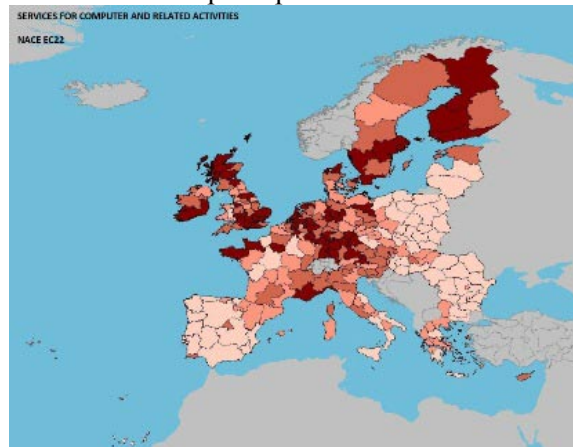 SERVICES FOR COMPUTER AND RELATED ACTIVITIES
NACE EC22